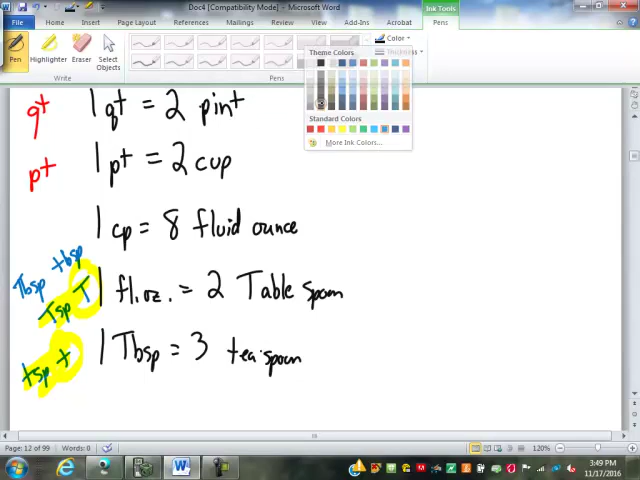 Doc4 [Compatibility Mode] - Microsoft Word
Ink Tools
File Home Insert Page Layout References Mailings Review View Add-Ins Acrobat Pens
Pen Highlighter Eraser Select Objects
Write
Pens
Color
Thickness
Theme Colors
Standard Colors
More Ink Colors...
qt 1 qt = 2 pint
pt 1 pt = 2 cup
1 cp = 8 fluid ounce
Tbsp tbsp
Tsp T 1 fl.oz. = 2 Table spoon
tsp t 1 Tbsp = 3 tea spoon
Page: 12 of 99 Words: 0 120%
3:49 PM
11/17/2016